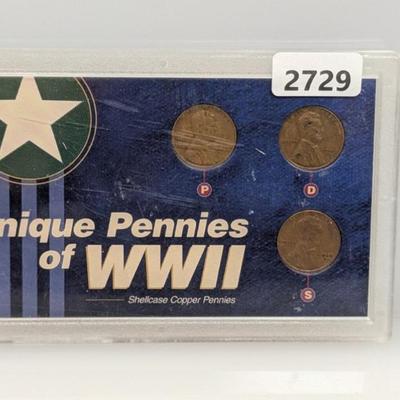 2729
P
D
nique Pennies
of WWII
S
Shellcase Copper Pennies